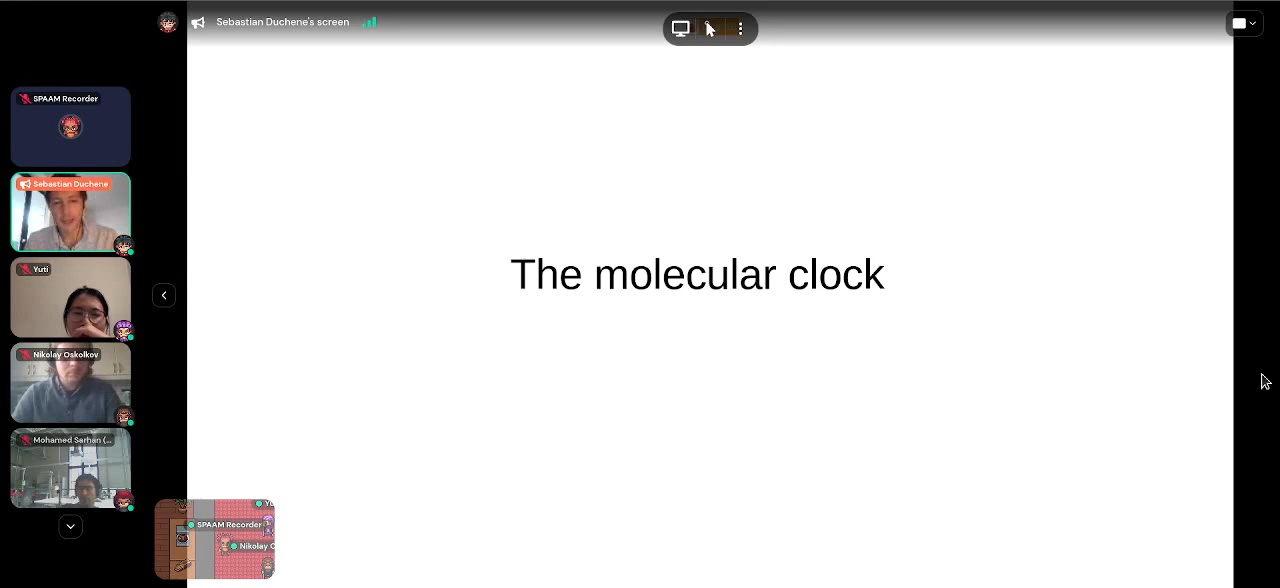 Sebastian Duchene's screen
SPAAM Recorder
Sebastian Duchene
Yuti
Nikolay Oskolkov
Mohamed Sarhan (...
The molecular clock
SPAAM Recorder
Nikolay O